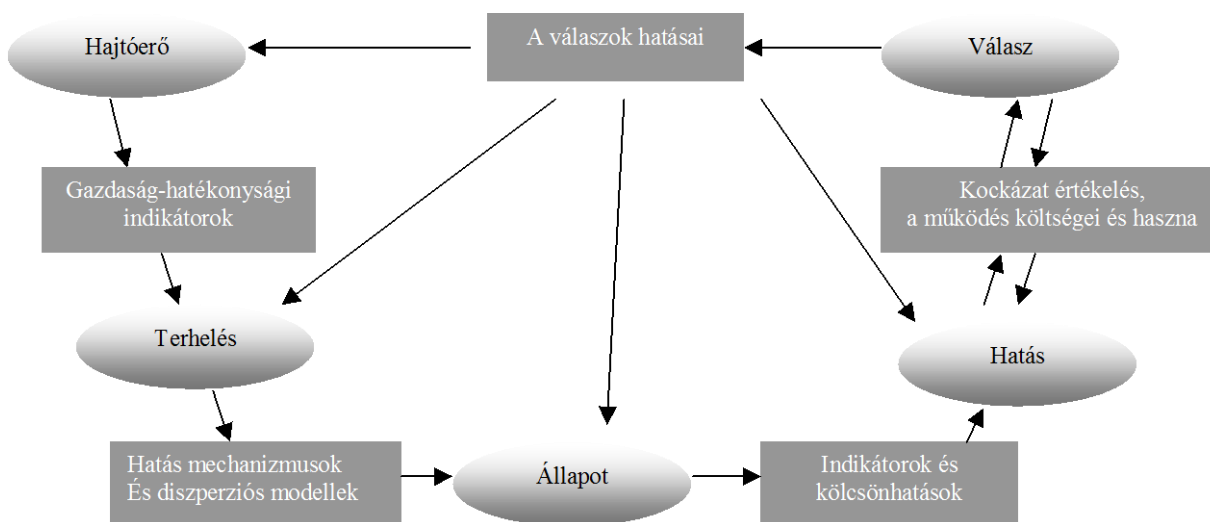 Hajtóerő
A válaszok hatásai
Válasz
Gazdaság-hatékonysági
indikátorok
Kockázat értékelés,
a működés költségei és haszna
Terhelés
Hatás
Hatás mechanizmusok
És diszperziós modellek
Állapot
Indikátorok és
kölcsönhatások